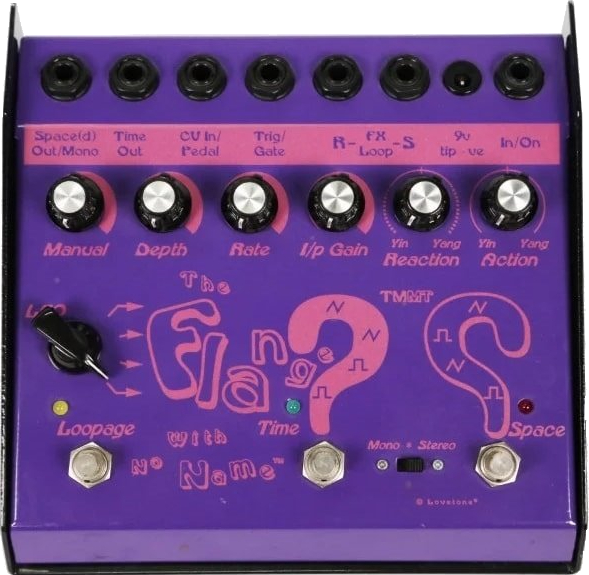 Space(d) Out/Mono
Time Out
CV In/ Pedal
Trig/ Gate
R- FX Loop -S
9v tip -ve
In/On
Manual
Depth
Rate
I/p Gain
Yin Yang
Reaction
Yin Yang
Action
LFO
The
Flange
?
TMMT
?
Loopage
With
No Name™
Time
Mono Stereo
Space
© Lovetone®